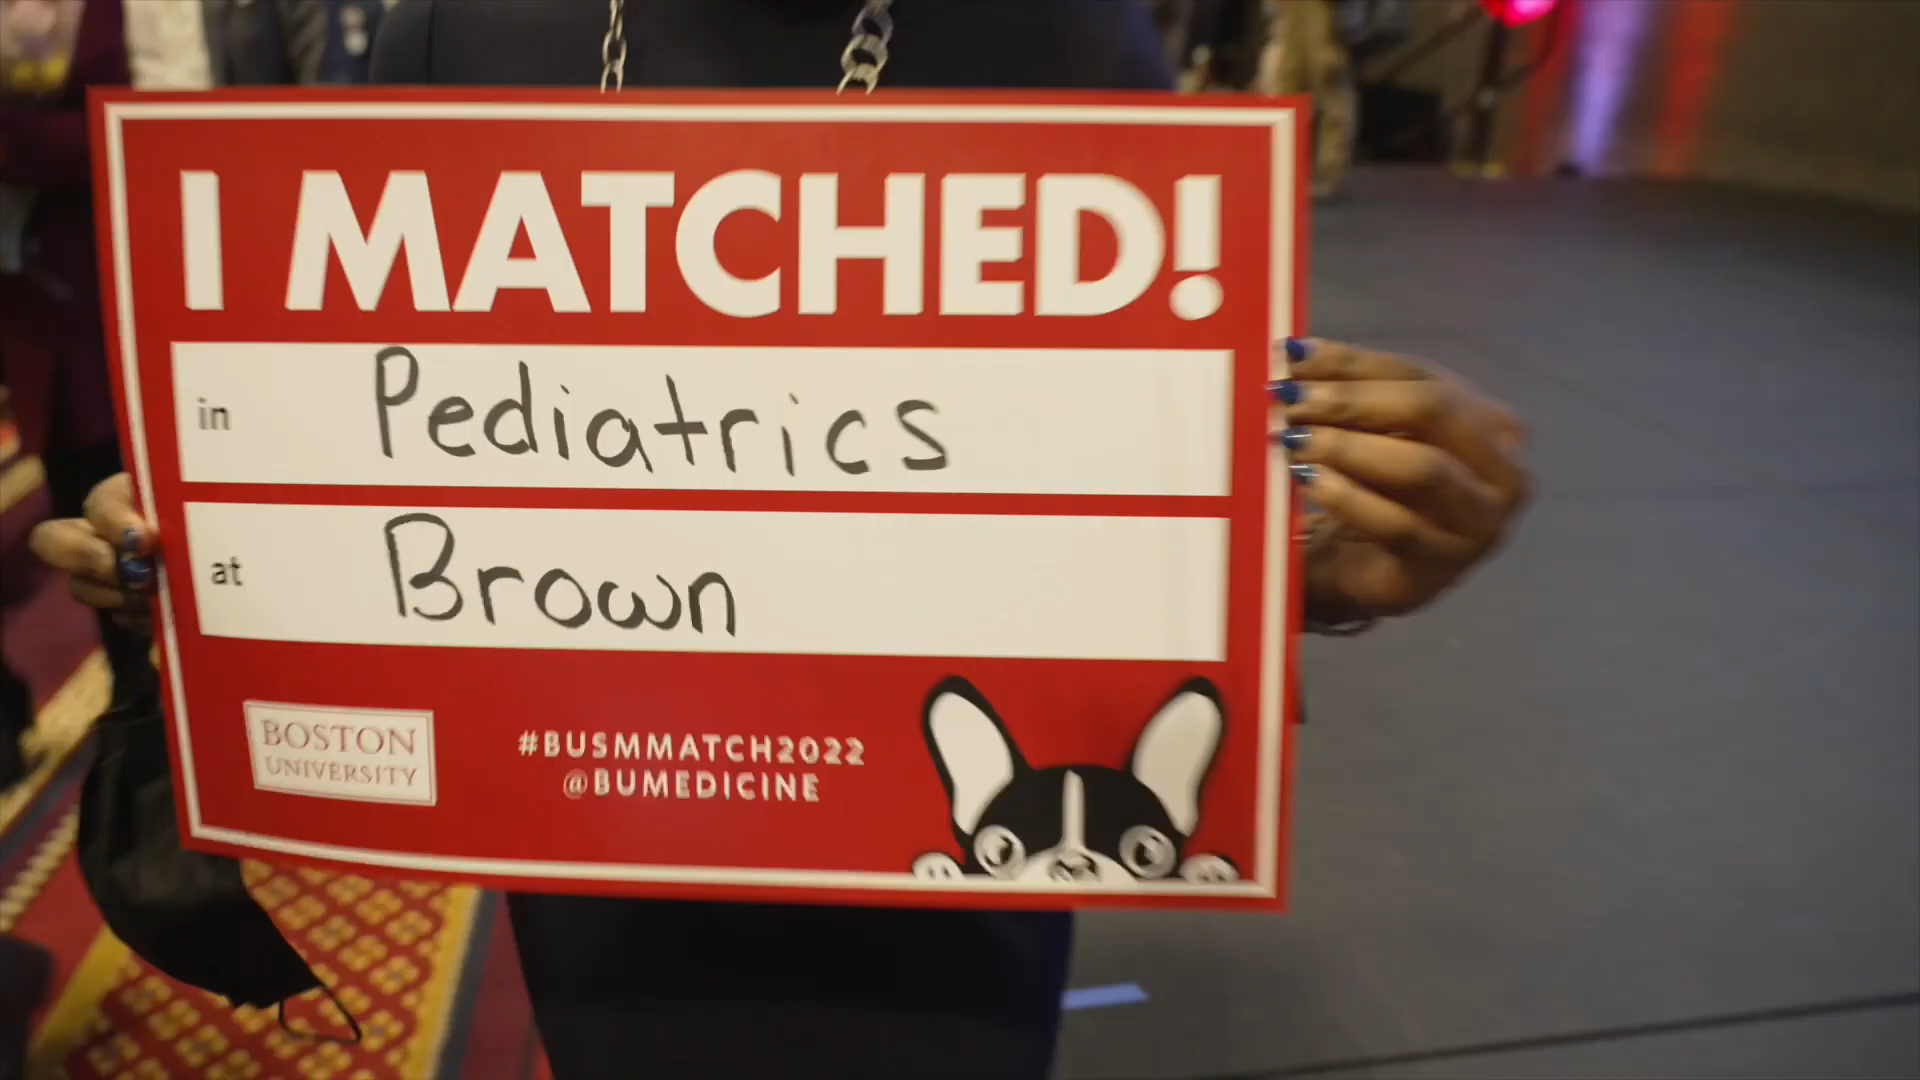 I MATCHED!
in Pediatrics
at Brown
BOSTON
UNIVERSITY
#BUSMMATCH2022
@BUMEDICINE